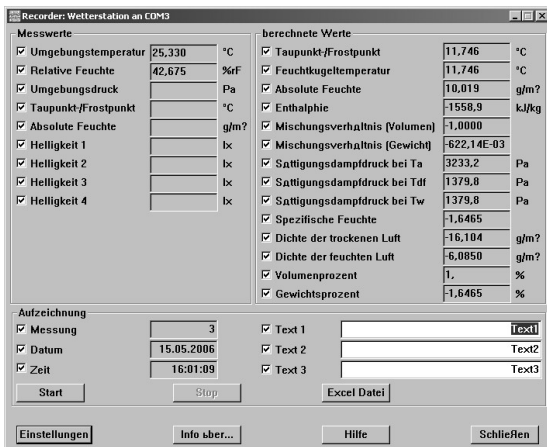 Recorder: Wetterstation an COM3
Messwerte
Umgebungstemperatur 25,330 °C
Relative Feuchte 42,675 %rF
Umgebungsdruck Pa
Taupunkt-/Frostpunkt °C
Absolute Feuchte g/m?
Helligkeit 1 lx
Helligkeit 2 lx
Helligkeit 3 lx
Helligkeit 4 lx
berechnete Werte
Taupunkt-/Frostpunkt 11,746 °C
Feuchtkugeltemperatur 11,746 °C
Absolute Feuchte 10,019 g/m?
Enthalphie -1558,9 kJ/kg
Mischungsverhдltnis (Volumen) -1,0000
Mischungsverhдltnis (Gewicht) -622,14E-03
Sдttigungsdampfdruck bei Ta 3233,2 Pa
Sдttigungsdampfdruck bei Tdf 1379,8 Pa
Sдttigungsdampfdruck bei Tw 1379,8 Pa
Spezifische Feuchte -1,6465
Dichte der trockenen Luft -16,104 g/m?
Dichte der feuchten Luft -6,0850 g/m?
Volumenprozent 1, %
Gewichtsprozent -1,6465 %
Aufzeichnung
Messung 3
Datum 15.05.2006
Zeit 16:01:09
Text 1 Text1
Text 2 Text2
Text 3 Text3
Start Stop Excel Datei
Einstellungen Info ьber... Hilfe SchlieЯen